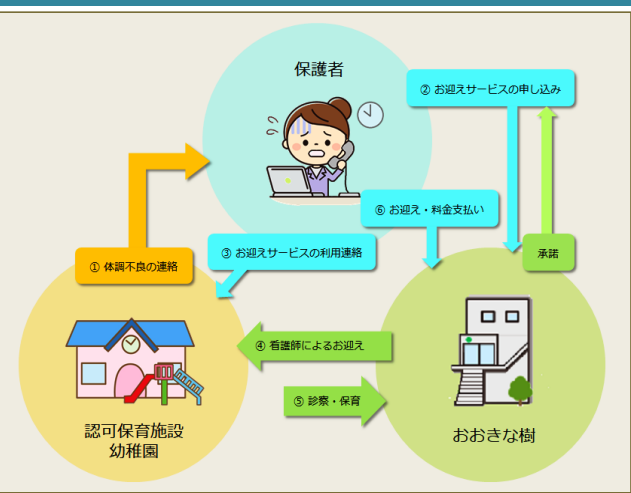 保護者
② お迎えサービスの申し込み
⑥ お迎え・料金支払い
③ お迎えサービスの利用連絡
承諾
① 体調不良の連絡
④ 看護師によるお迎え
⑤ 診察・保育
認可保育施設
幼稚園
おおきな樹